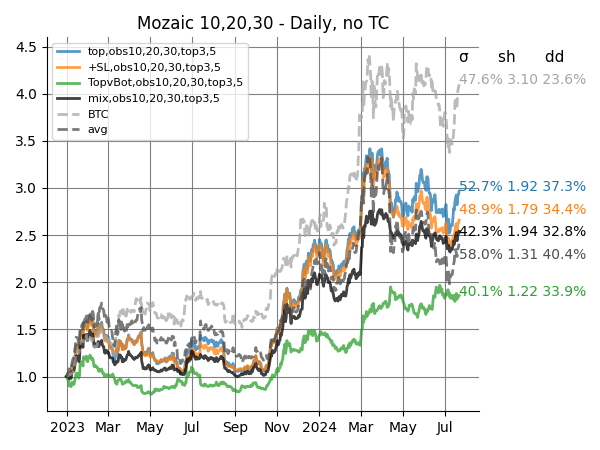 Mozaic 10,20,30 - Daily, no TC
4.5
4.0
3.5
3.0
2.5
2.0
1.5
1.0
top,obs10,20,30,top3,5
+SL,obs10,20,30,top3,5
TopvBot,obs10,20,30,top3,5
mix,obs10,20,30,top3,5
BTC
avg
σ sh dd
47.6% 3.10 23.6%
52.7% 1.92 37.3%
48.9% 1.79 34.4%
42.3% 1.94 32.8%
58.0% 1.31 40.4%
40.1% 1.22 33.9%
2023 Mar May Jul Sep Nov 2024 Mar May Jul